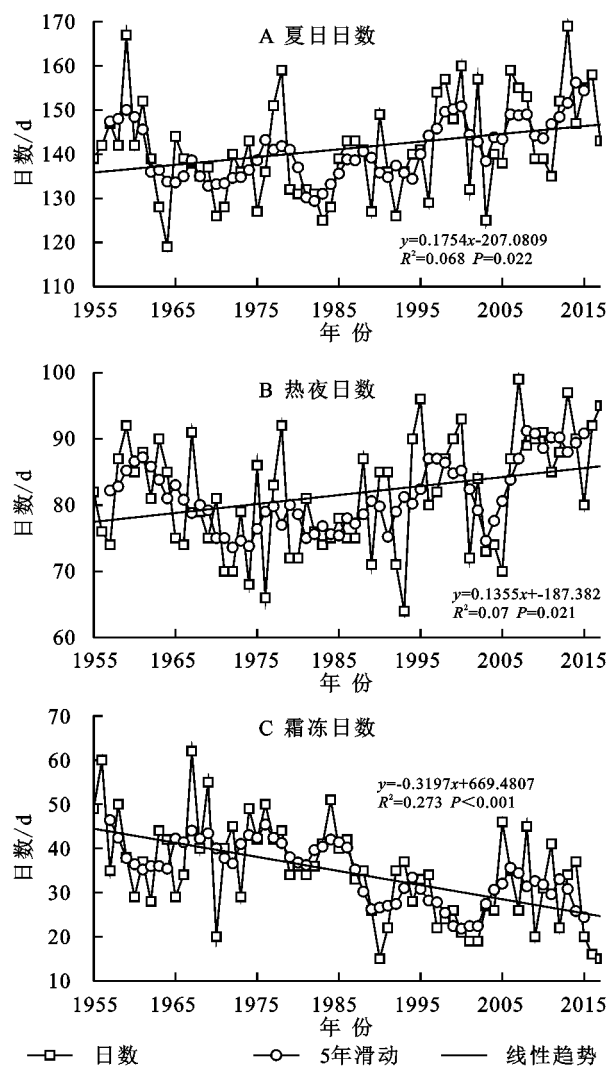 A 夏日日数
170
160
150
140
130
120
110
日数/d
y=0.1754x-207.0809
R²=0.068 P=0.022
1955 1965 1975 1985 1995 2005 2015
年 份
B 热夜日数
100
90
80
70
60
日数/d
y=0.1355x+-187.382
R²=0.07 P=0.021
1955 1965 1975 1985 1995 2005 2015
年 份
C 霜冻日数
70
60
50
40
30
20
10
日数/d
y=-0.3197x+669.4807
R²=0.273 P<0.001
1955 1965 1975 1985 1995 2005 2015
年 份
日数 5年滑动 线性趋势